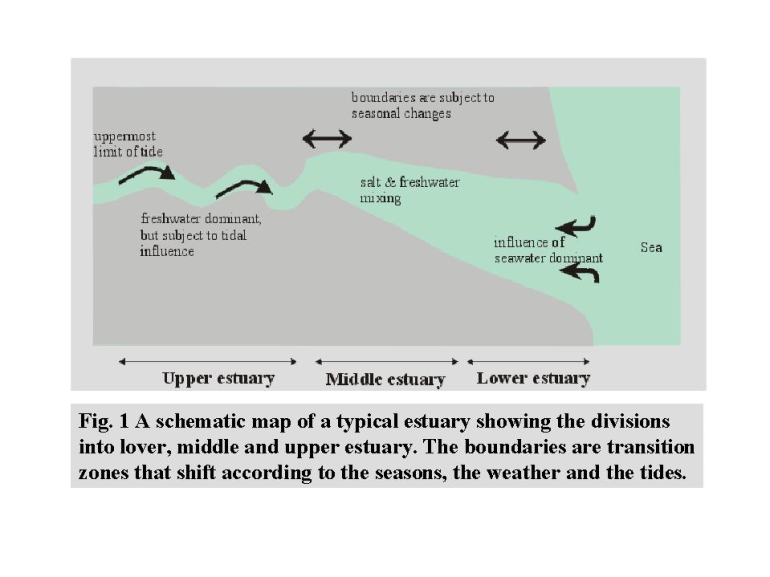 boundaries are subject to
seasonal changes
uppermost
limit of tide
salt & freshwater
mixing
freshwater dominant,
but subject to tidal
influence
influence of
seawater dominant
Sea
Upper estuary
Middle estuary
Lower estuary
Fig. 1 A schematic map of a typical estuary showing the divisions
into lover, middle and upper estuary. The boundaries are transition
zones that shift according to the seasons, the weather and the tides.